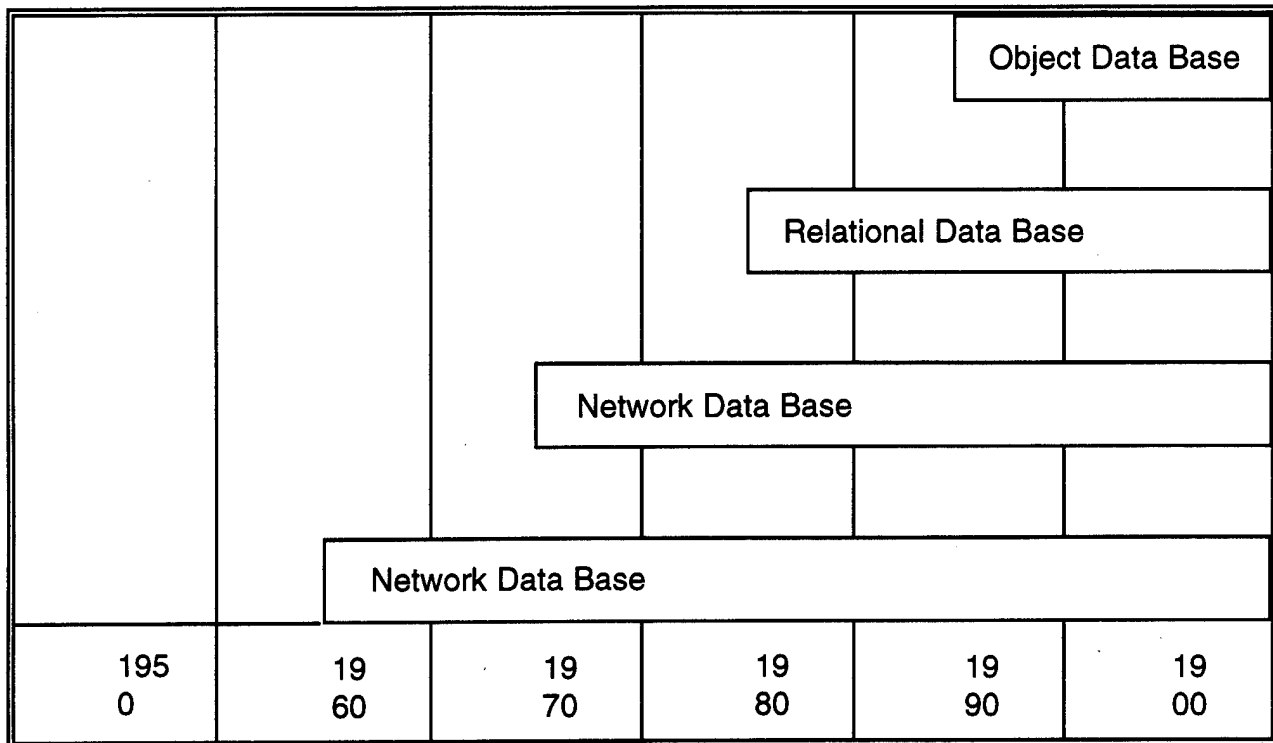 Object Data Base
Relational Data Base
Network Data Base
Network Data Base
195 19 19 19 19 19
0 60 70 80 90 00